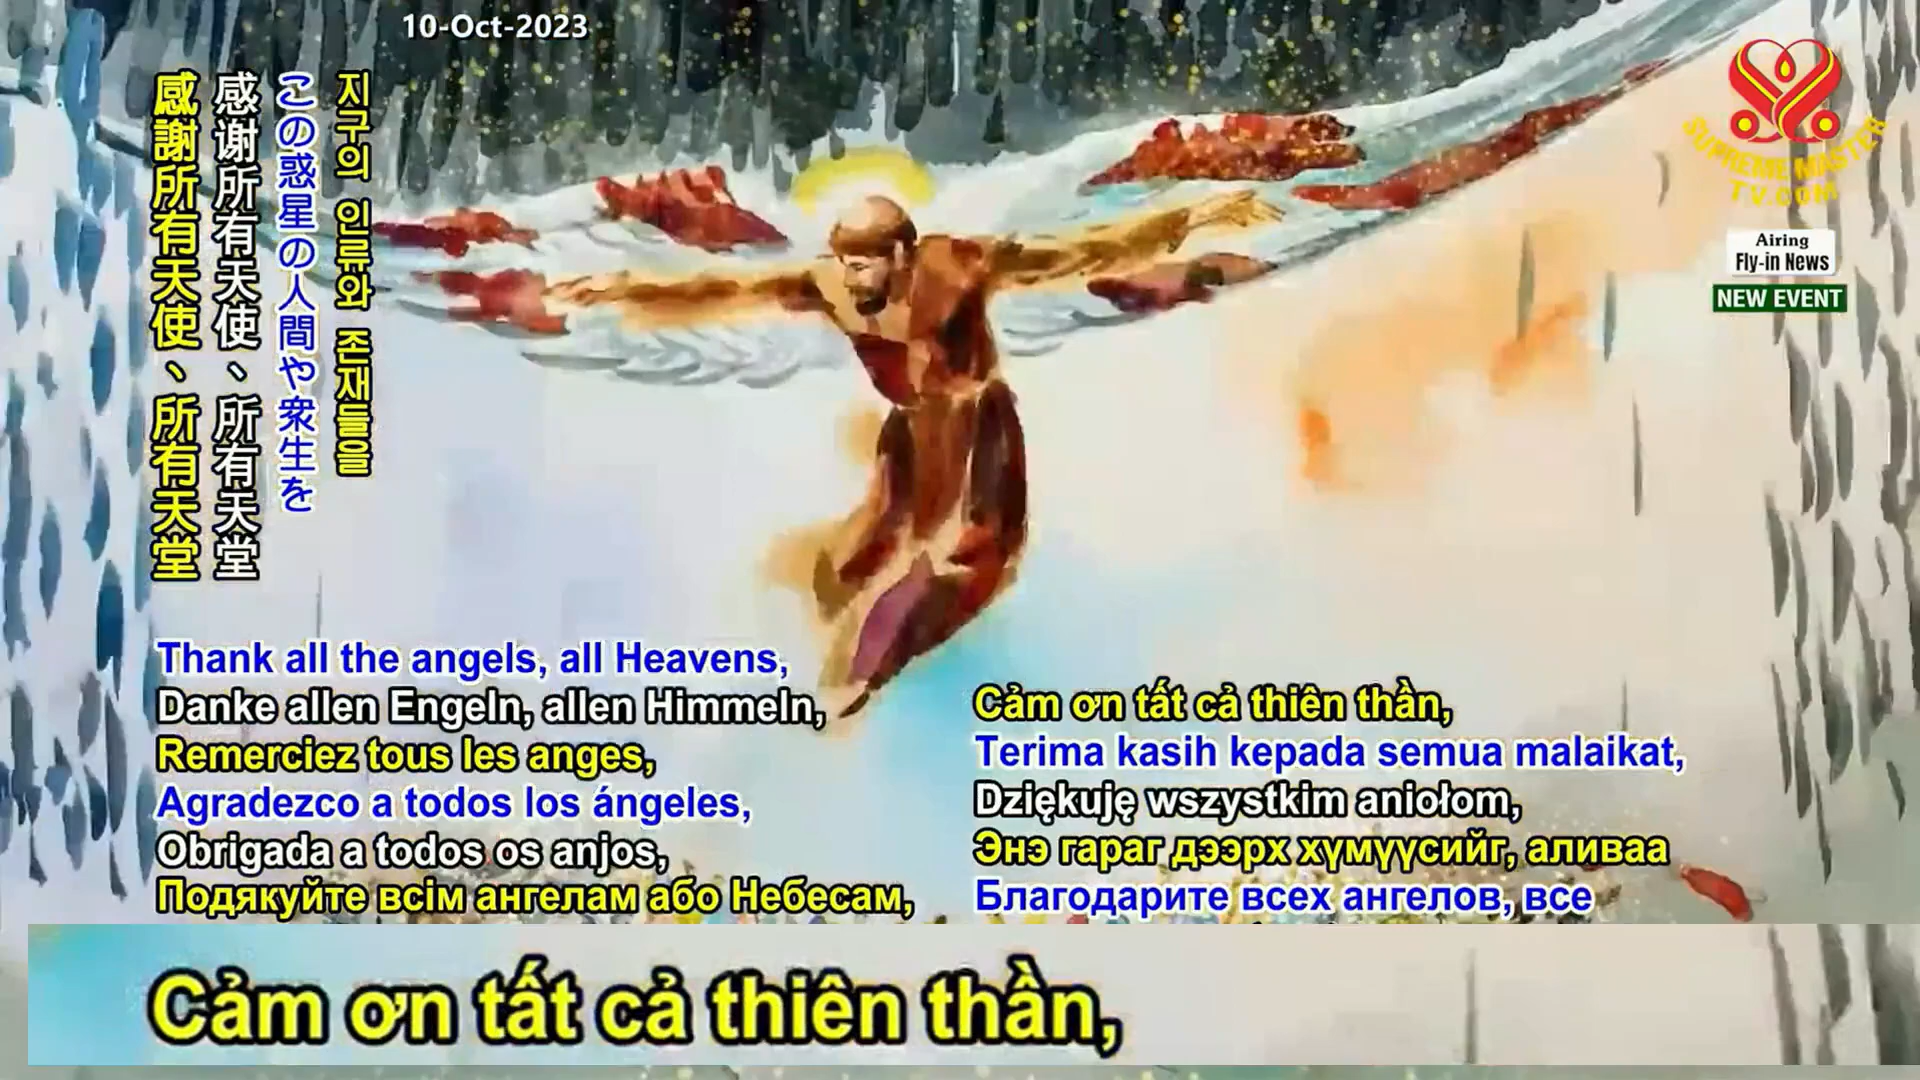 10-Oct-2023
SUPREME MASTER
TV.COM
Airing
Fly-in News
NEW EVENT
지구의 인류와 존재들을
この惑星の人間や衆生を
感谢所有天使、所有天堂
感謝所有天使、所有天堂
Thank all the angels, all Heavens,
Danke allen Engeln, allen Himmeln,
Remerciez tous les anges,
Agradezco a todos los ángeles,
Obrigada a todos os anjos,
Подякуйте всім ангелам або Небесам,
Cảm ơn tất cả thiên thần,
Terima kasih kepada semua malaikat,
Dziękuję wszystkim aniołom,
Энэ гараг дээрх хүмүүсийг, аливаа
Благодарите всех ангелов, все
Cảm ơn tất cả thiên thần,